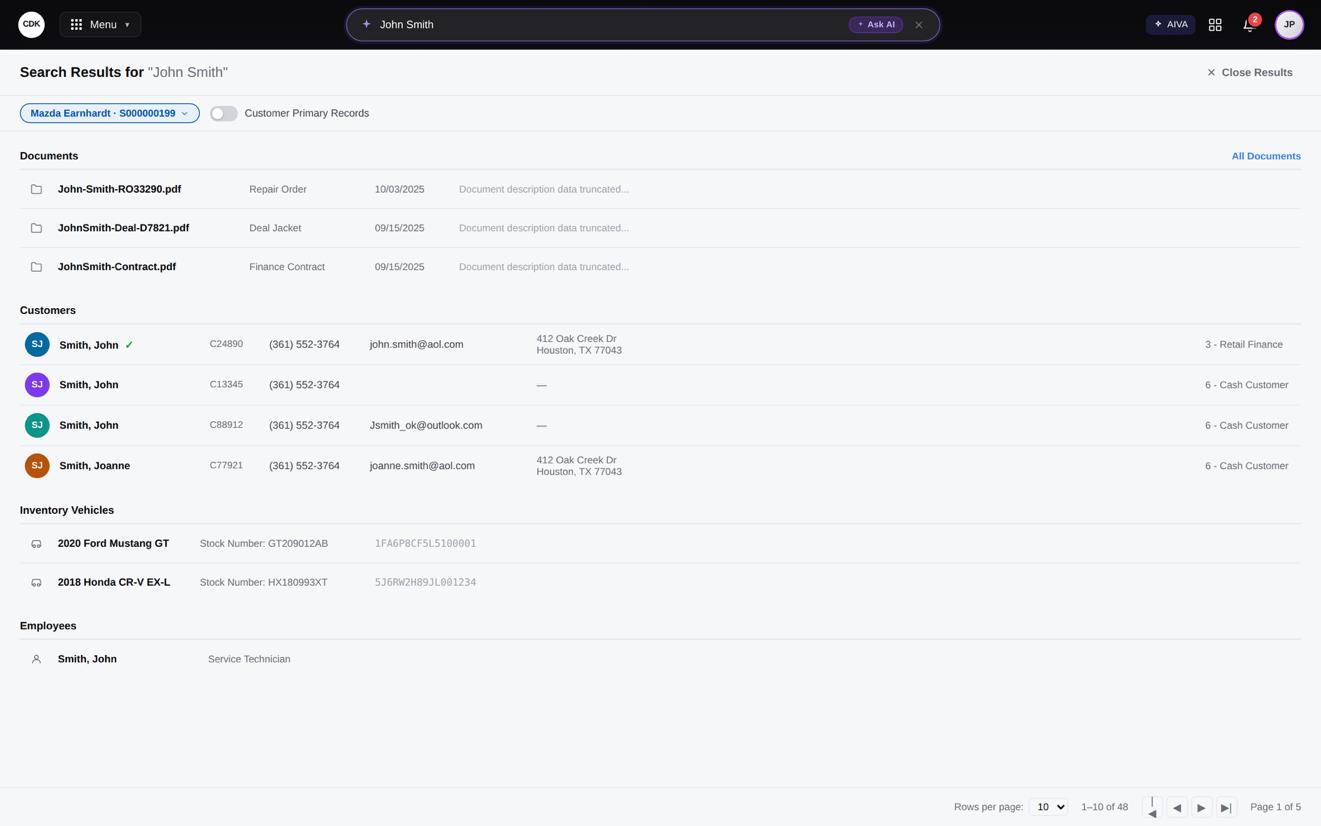 CDK Menu ▼ John Smith Ask AI ✕ AIVA 2 JP
Search Results for "John Smith" ✕ Close Results
Mazda Earnhardt · S000000199 Customer Primary Records
Documents All Documents
John-Smith-RO33290.pdf Repair Order 10/03/2025 Document description data truncated...
JohnSmith-Deal-D7821.pdf Deal Jacket 09/15/2025 Document description data truncated...
JohnSmith-Contract.pdf Finance Contract 09/15/2025 Document description data truncated...
Customers
SJ Smith, John ✓ C24890 (361) 552-3764 john.smith@aol.com 412 Oak Creek Dr 3 - Retail Finance
Houston, TX 77043
SJ Smith, John C13345 (361) 552-3764 — 6 - Cash Customer
SJ Smith, John C88912 (361) 552-3764 Jsmith_ok@outlook.com — 6 - Cash Customer
SJ Smith, Joanne C77921 (361) 552-3764 joanne.smith@aol.com 412 Oak Creek Dr 6 - Cash Customer
Houston, TX 77043
Inventory Vehicles
2020 Ford Mustang GT Stock Number: GT209012AB 1FA6P8CF5L5100001
2018 Honda CR-V EX-L Stock Number: HX180993XT 5J6RW2H89JL001234
Employees
Smith, John Service Technician
Rows per page: 10 1–10 of 48 |◀ ◀ ▶ ▶| Page 1 of 5